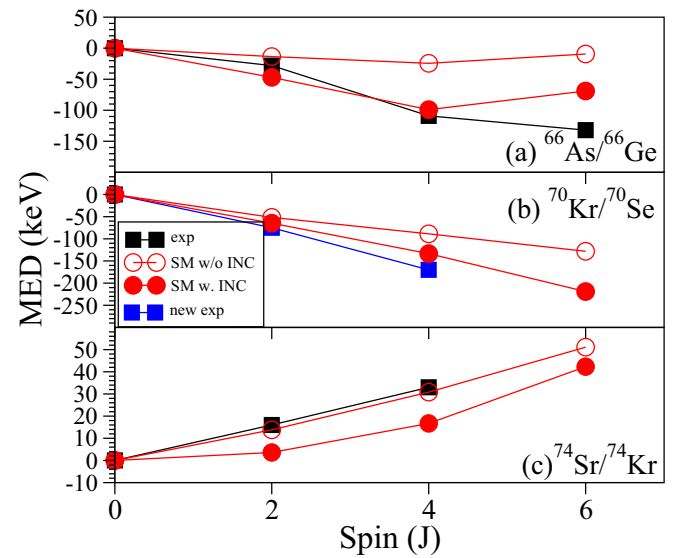 50
0
-50
-100
-150
(a) ⁶⁶As/⁶⁶Ge
0
-50
-100
-150
-200
-250
(b) ⁷⁰Kr/⁷⁰Se
exp
SM w/o INC
SM w. INC
new exp
MED (keV)
50
40
30
20
10
0
-10
(c) ⁷⁴Sr/⁷⁴Kr
0 2 4 6
Spin (J)